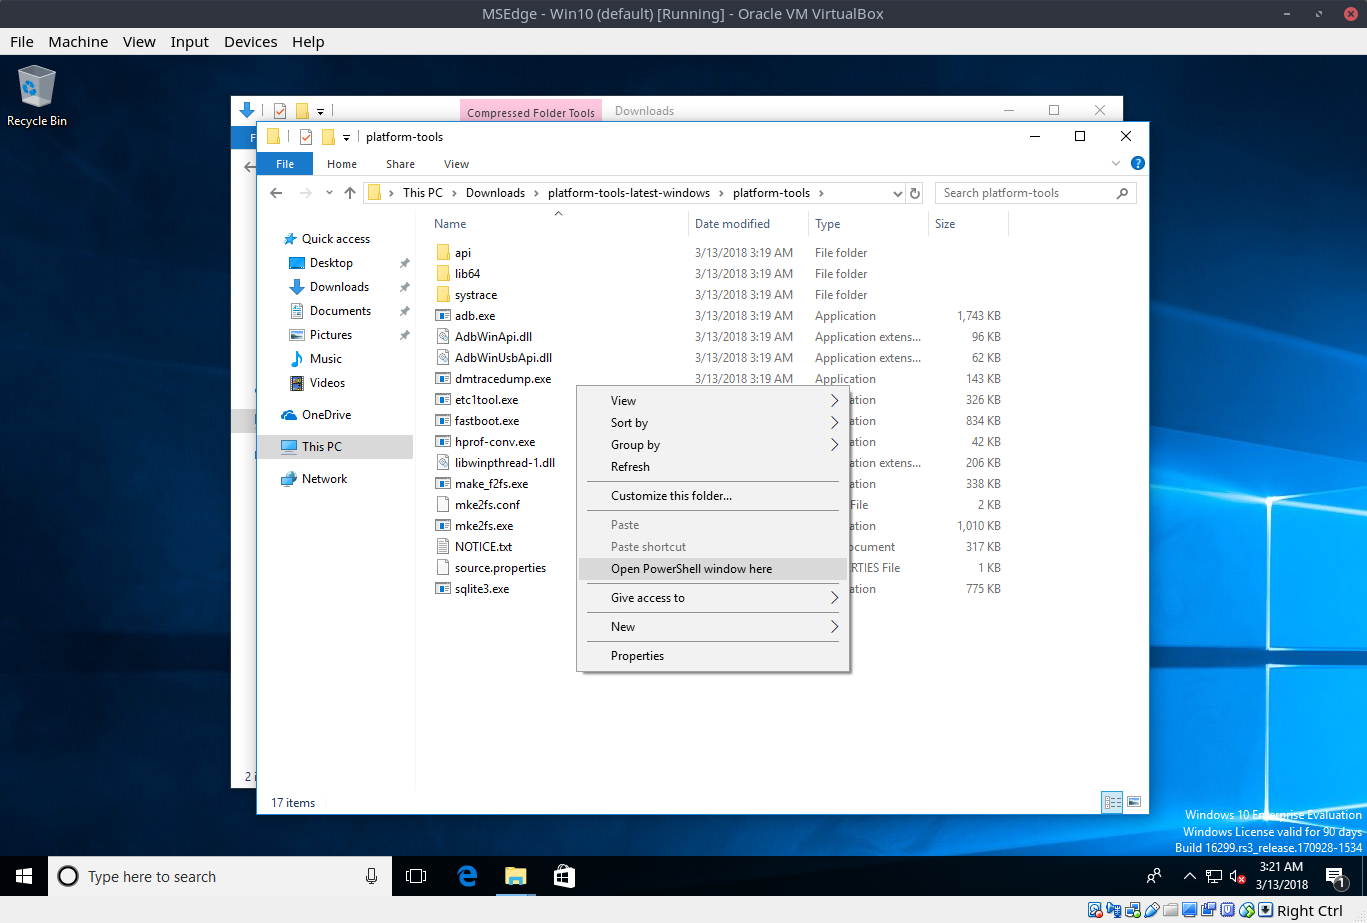 MSEdge - Win10 (default) [Running] - Oracle VM VirtualBox
File Machine View Input Devices Help
Recycle Bin
Compressed Folder Tools Downloads
platform-tools
File Home Share View
This PC Downloads platform-tools-latest-windows platform-tools Search platform-tools
Name Date modified Type Size
Quick access
Desktop
Downloads
Documents
Pictures
Music
Videos
OneDrive
This PC
Network
api 3/13/2018 3:19 AM File folder
lib64 3/13/2018 3:19 AM File folder
systrace 3/13/2018 3:19 AM File folder
adb.exe 3/13/2018 3:19 AM Application 1,743 KB
AdbWinApi.dll 3/13/2018 3:19 AM Application extens... 96 KB
AdbWinUsbApi.dll 3/13/2018 3:19 AM Application extens... 62 KB
dmtracedump.exe 3/13/2018 3:19 AM Application 143 KB
etc1tool.exe ation 326 KB
fastboot.exe ation 834 KB
hprof-conv.exe ation 42 KB
libwinpthread-1.dll ation extens... 206 KB
make_f2fs.exe ation 338 KB
mke2fs.conf File 2 KB
mke2fs.exe ation 1,010 KB
NOTICE.txt ocument 317 KB
source.properties RTIES File 1 KB
sqlite3.exe ation 775 KB
View
Sort by
Group by
Refresh
Customize this folder...
Paste
Paste shortcut
Open PowerShell window here
Give access to
New
Properties
2 i
17 items
Windows 10 Enterprise Evaluation
Windows License valid for 90 days
Build 16299.rs3_release.170928-1534
Type here to search
3:21 AM
3/13/2018
1
Right Ctrl